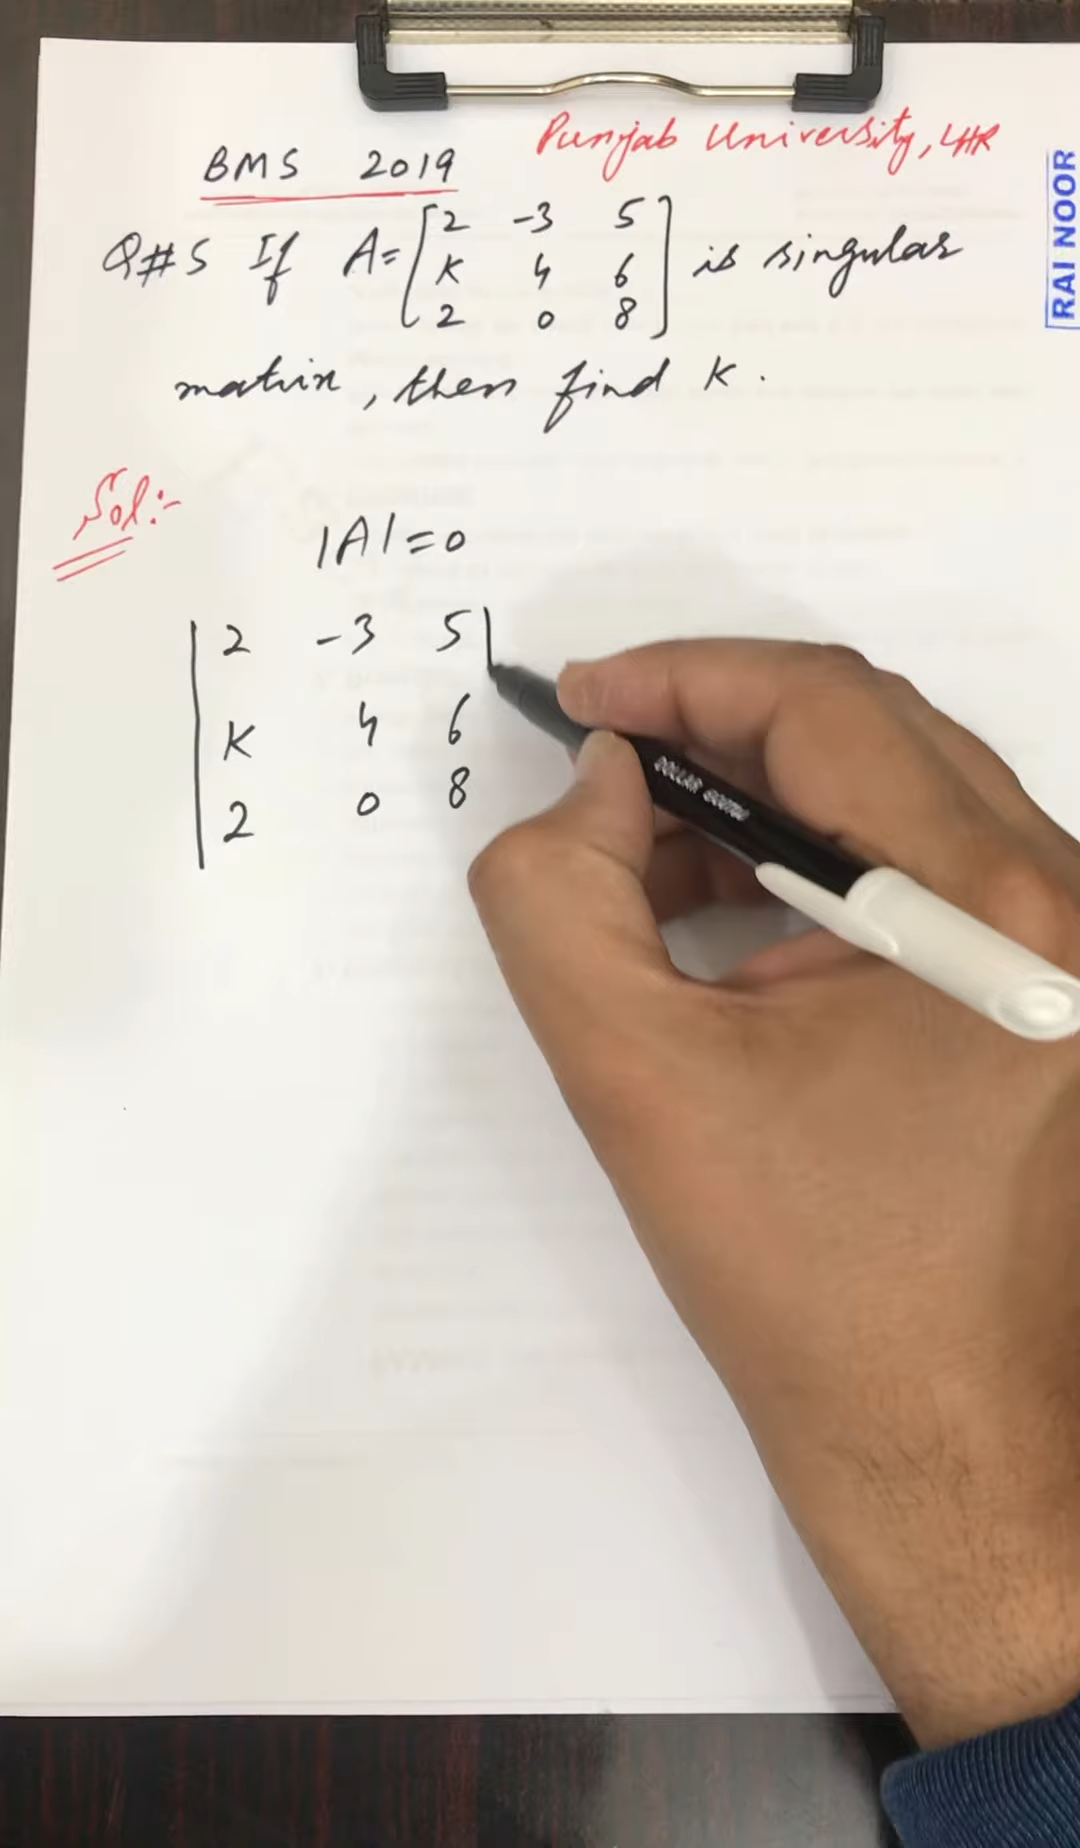 Punjab University, LHR
BMS 2019
RAI NOOR
Q#5 If A= [2 -3 5
K 4 6
2 0 8] is singular
matrix, then find K.
Sol:-
|A|=0
|2 -3 5|
K 4 6
2 0 8
DOLLAR